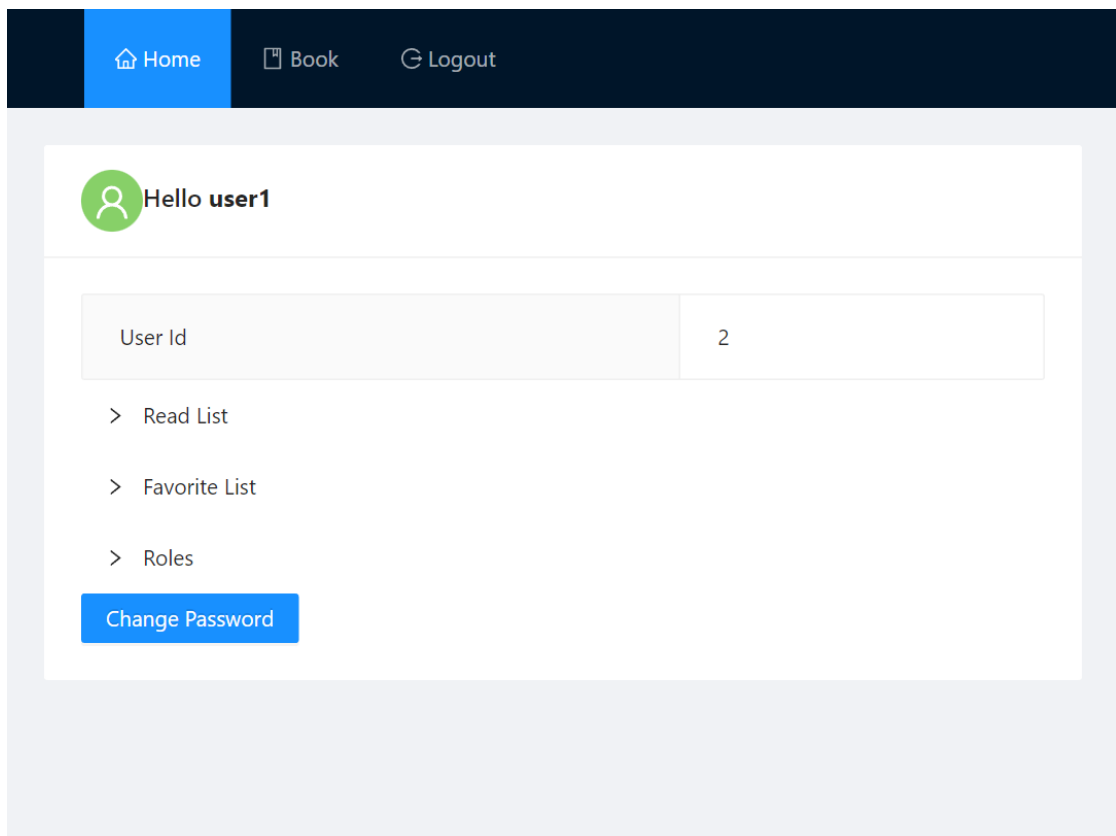 Home Book Logout
Hello user1
User Id 2
Read List
Favorite List
Roles
Change Password